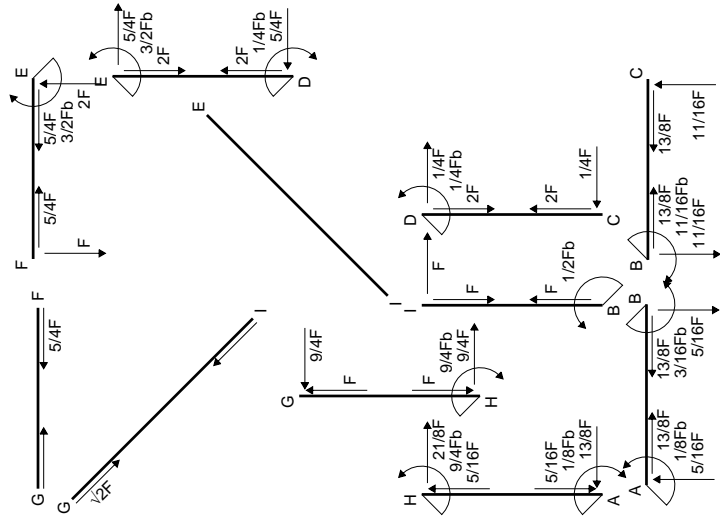 F
E
F
5/4F
5/4F
3/2Fb
2F
E
D
5/4F
3/2Fb
2F
2F
1/4Fb
5/4F
G
F
5/4F
G
I
√2F
E
I
G
H
9/4F
F
F
9/4Fb
9/4F
D
C
1/4F
1/4Fb
2F
2F
1/4F
I
B
F
F
F
1/2Fb
H
A
21/8F
9/4Fb
5/16F
5/16F
1/8Fb
13/8F
B
C
13/8F
11/16Fb
11/16F
13/8F
11/16F
A
B
13/8F
1/8Fb
5/16F
13/8F
3/16Fb
5/16F